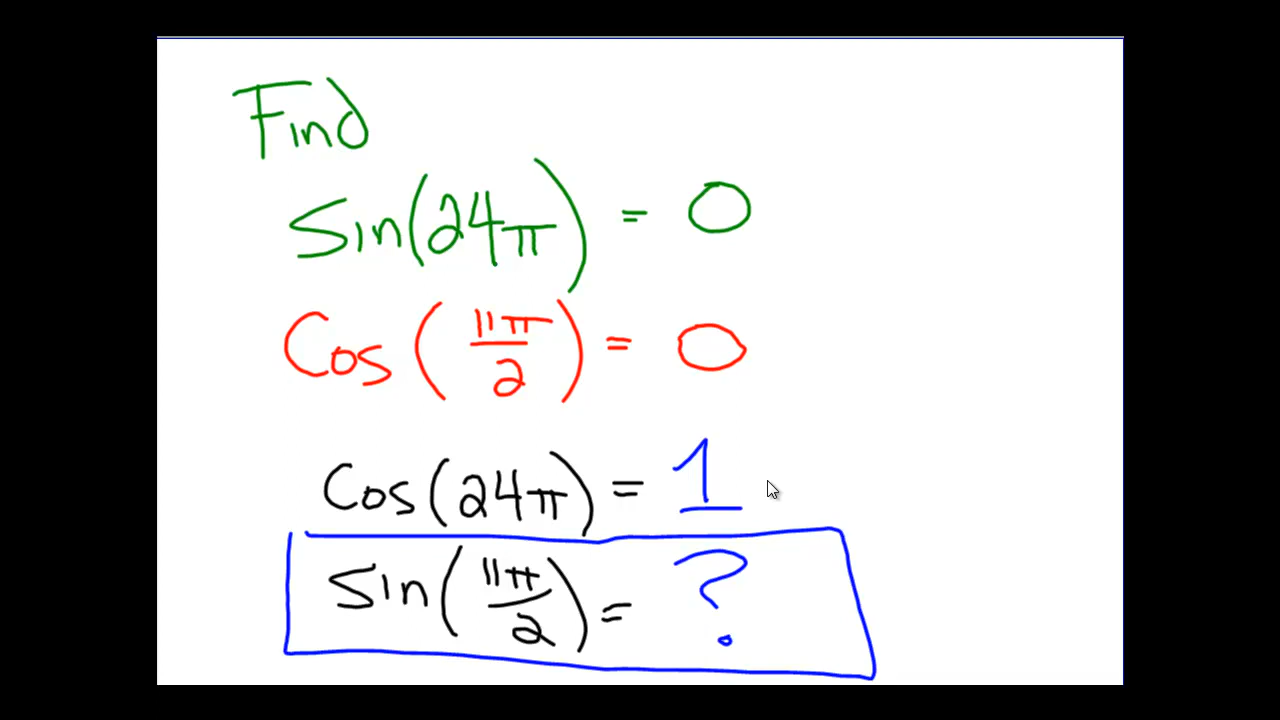 Find
Sin(24π) = 0
Cos(11π/2) = 0
Cos(24π) = 1
Sin(11π/2) = ?